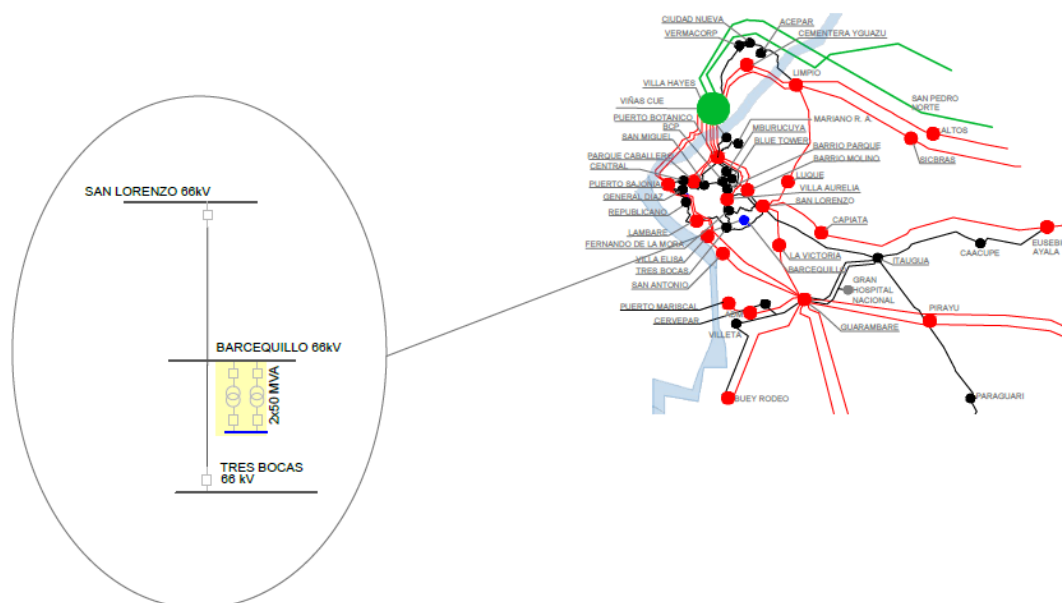 SAN LORENZO 66kV
BARCEQUILLO 66kV
2x50 MVA
TRES BOCAS
66 kV
CIUDAD NUEVA
ACEPAR
VERMACORP
CEMENTERA YGUAZU
LIMPIO
VILLA HAYES
VIÑAS CUE
SAN PEDRO
NORTE
PUERTO BOTANICO
MARIANO R. A.
BCP
MBURUCUYA
ALTOS
SAN MIGUEL
BLUE TOWER
SICBRAS
PARQUE CABALLERO
BARRIO PARQUE
CENTRAL
BARRIO MOLINO
PUERTO SAJONIA
LUQUE
GENERAL DIAZ
VILLA AURELIA
REPUBLICANO
SAN LORENZO
LAMBARE
CAPIATA
FERNANDO DE LA MORA
LA VICTORIA
CAACUPE
EUSEBIO
AYALA
VILLA ELISA
BARCEQUILLO
ITAUGUA
TRES BOCAS
SAN ANTONIO
GRAN
HOSPITAL
NACIONAL
PUERTO MARISCAL
PIRAYU
CERVEPAR
VILLETA
GUARAMBARE
BUEY RODEO
PARAGUARI